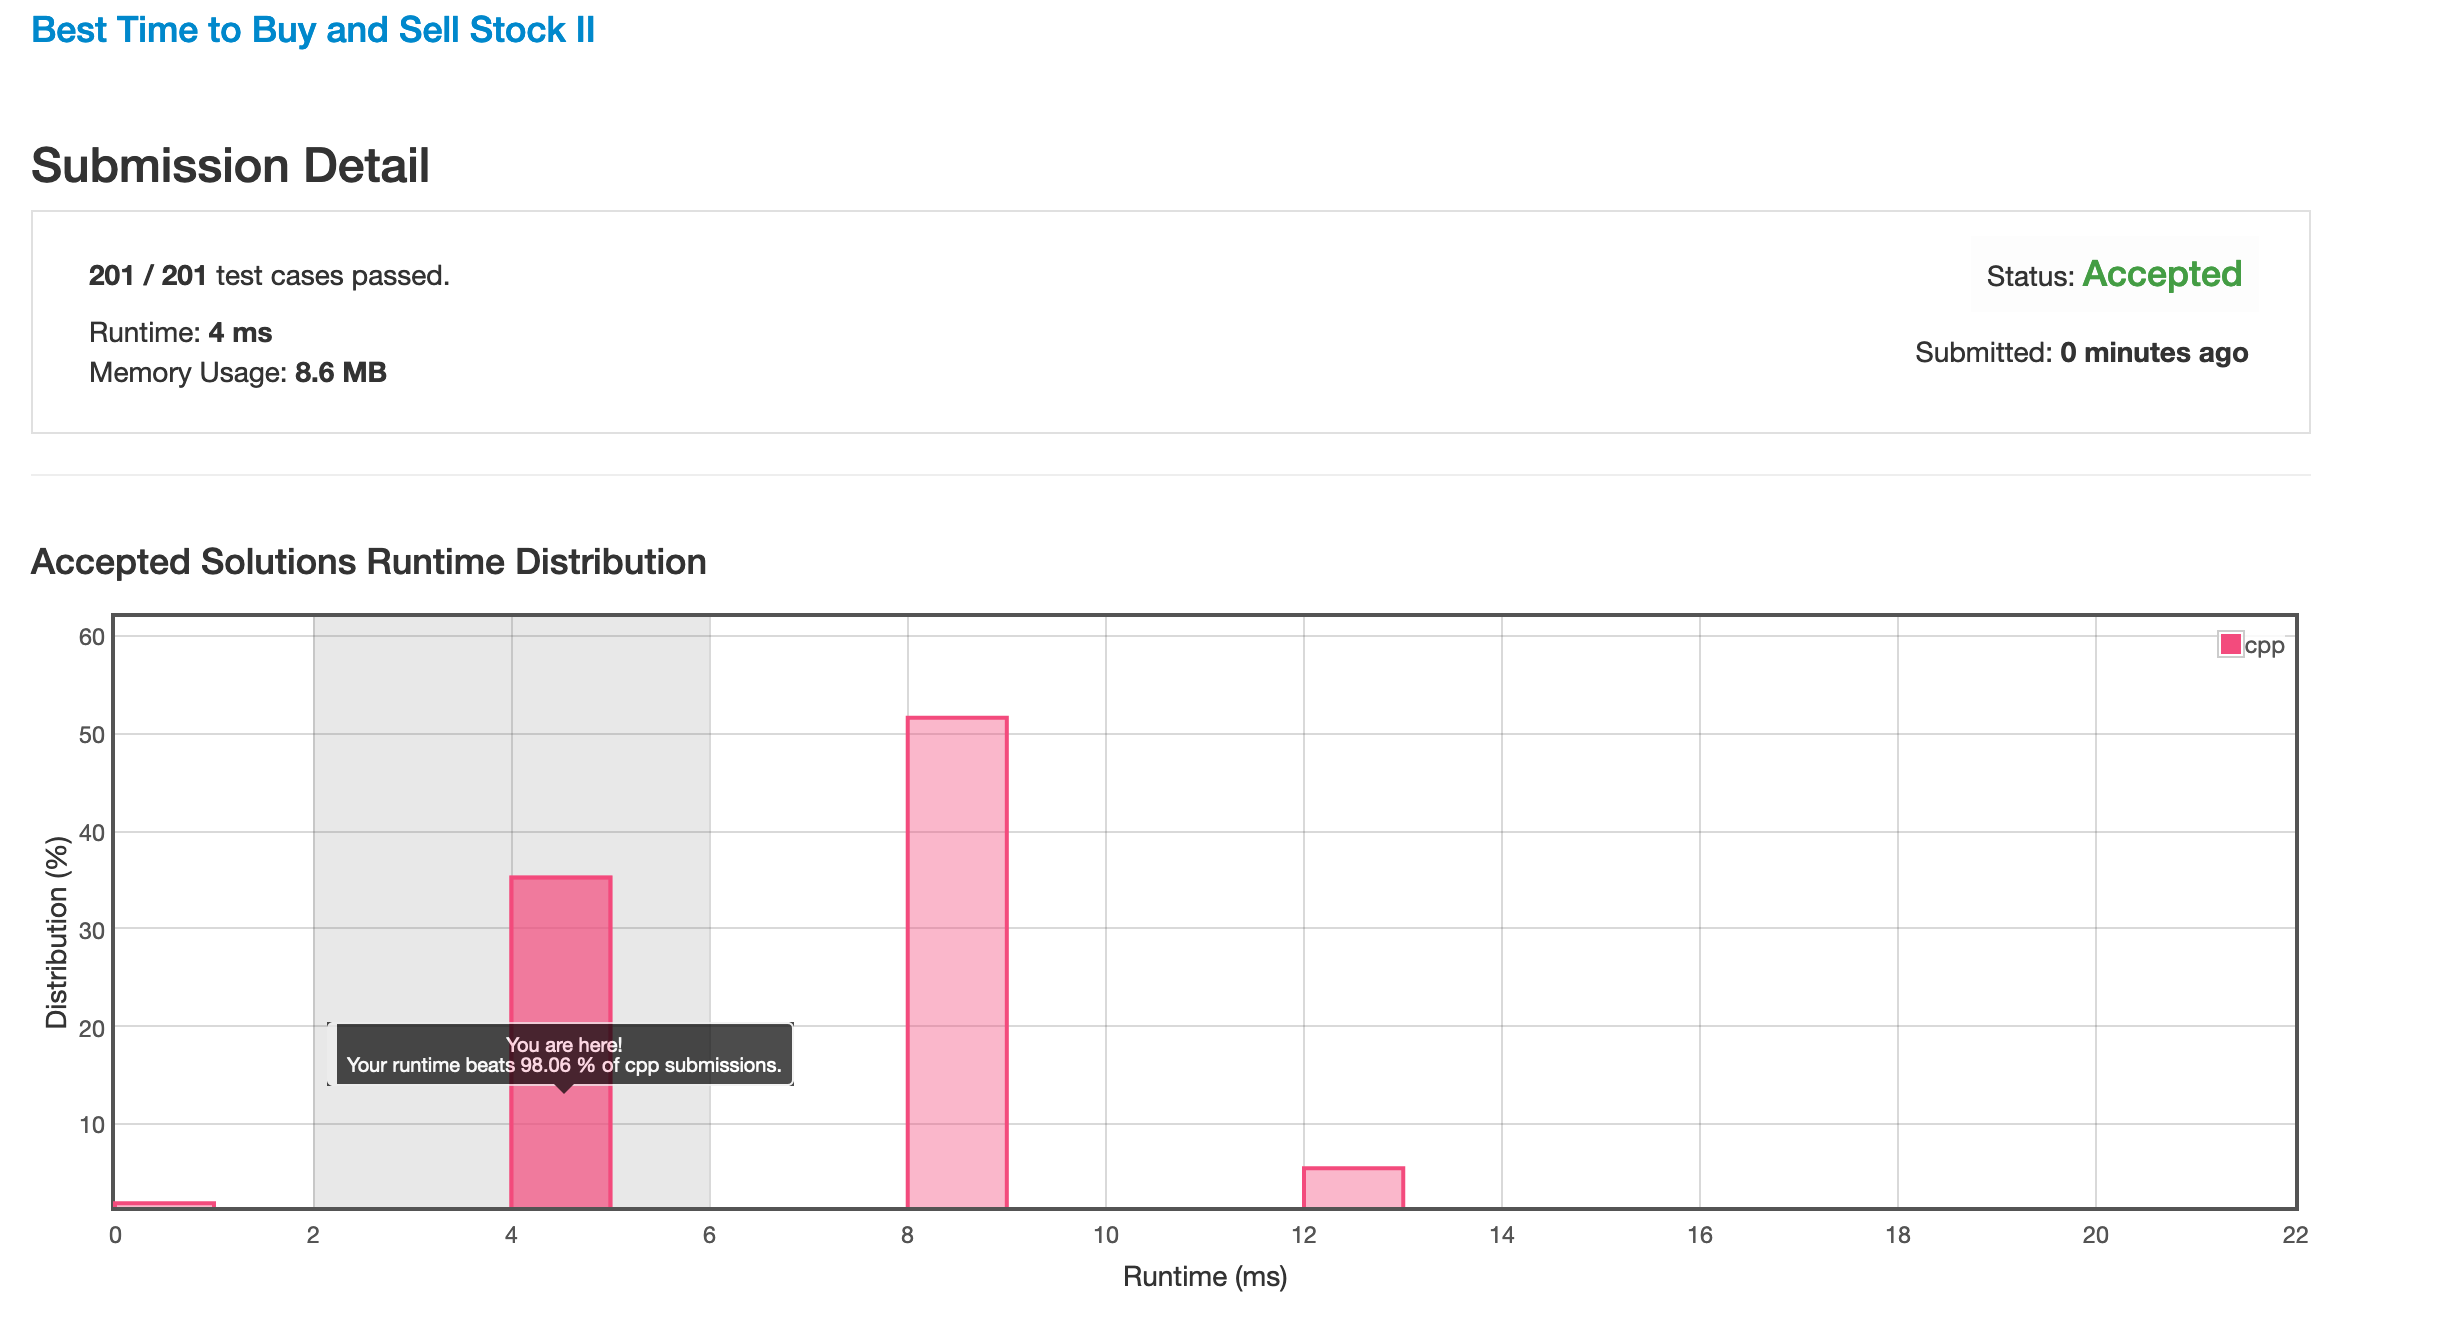 Best Time to Buy and Sell Stock II
Submission Detail
201 / 201 test cases passed.
Status: Accepted
Runtime: 4 ms
Submitted: 0 minutes ago
Memory Usage: 8.6 MB
Accepted Solutions Runtime Distribution
60
50
40
30
20
10
Distribution (%)
cpp
You are here!
Your runtime beats 98.06 % of cpp submissions.
0 2 4 6 8 10 12 14 16 18 20 22
Runtime (ms)